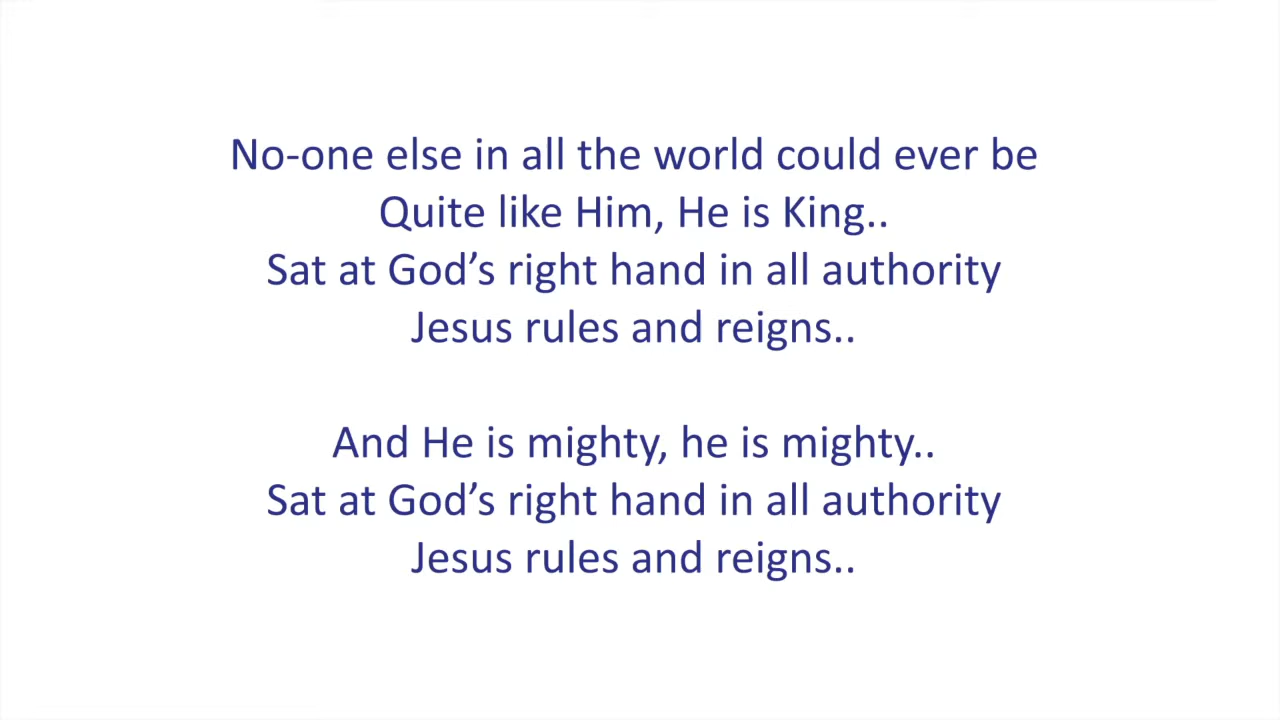 No-one else in all the world could ever be
Quite like Him, He is King..
Sat at God’s right hand in all authority
Jesus rules and reigns..
And He is mighty, he is mighty..
Sat at God’s right hand in all authority
Jesus rules and reigns..